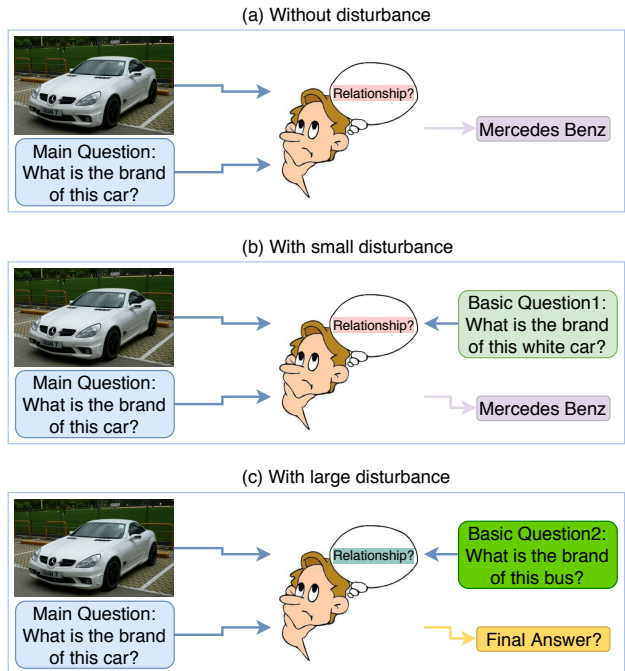 (a) Without disturbance
Relationship?
Main Question:
What is the brand
of this car?
Mercedes Benz
(b) With small disturbance
Relationship?
Basic Question1:
What is the brand
of this white car?
Main Question:
What is the brand
of this car?
Mercedes Benz
(c) With large disturbance
Relationship?
Basic Question2:
What is the brand
of this bus?
Main Question:
What is the brand
of this car?
Final Answer?